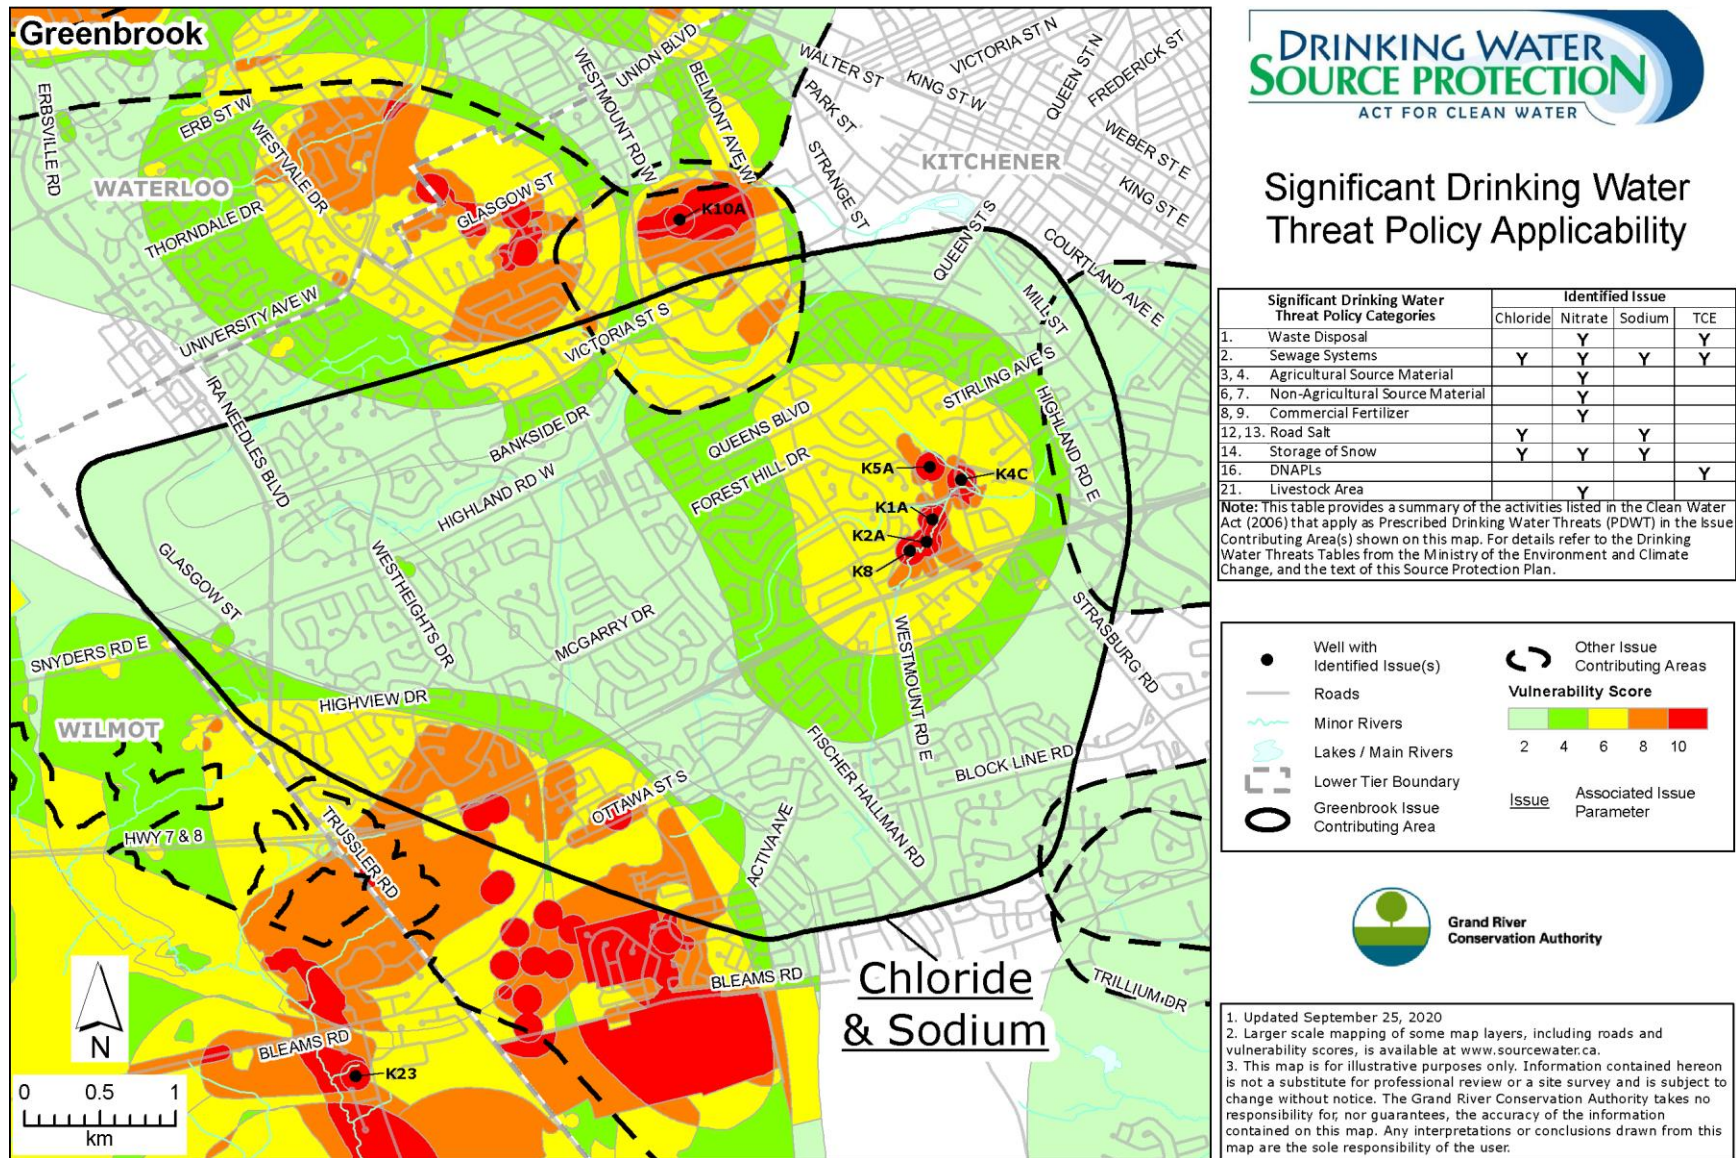 Greenbrook
ERBSVILLE RD
ERB ST W
WESTVALE DR
WATERLOO
THORNDALE DR
UNIVERSITY AVE W
GLASGOW ST
WESTMOUNT RD W
UNION BLVD
BELMONT AVE W
WALTER ST
PARK ST
STRANGE ST
KING ST W
VICTORIA ST N
QUEEN ST N
FREDERICK ST
WEBER ST E
KING ST E
KITCHENER
K10A
QUEEN ST S
COURTLAND AVE E
MILL ST
VICTORIA ST S
IRA NEEDLES BLVD
BANKSIDE DR
HIGHLAND RD W
QUEENS BLVD
FOREST HILL DR
STIRLING AVE S
HIGHLAND RD E
K5A
K4C
K1A
K2A
K8
GLASGOW ST
WESTHEIGHTS DR
MCGARRY DR
WESTMOUNT RD E
STRASBURG RD
SNYDERS RD E
HIGHVIEW DR
WILMOT
FISCHER HALLMAN RD
BLOCK LINE RD
OTTAWA ST S
ACTIVA AVE
HWY 7 & 8
TRUSSLER RD
BLEAMS RD
TRILLIUM DR
Chloride
& Sodium
BLEAMS RD
K23
N
0 0.5 1
km
DRINKING WATER
SOURCE PROTECTION
ACT FOR CLEAN WATER
Significant Drinking Water
Threat Policy Applicability
Significant Drinking Water Identified Issue
Threat Policy Categories Chloride Nitrate Sodium TCE
1. Waste Disposal Y Y
2. Sewage Systems Y Y Y Y
3, 4. Agricultural Source Material Y
6, 7. Non-Agricultural Source Material Y
8, 9. Commercial Fertilizer Y
12, 13. Road Salt Y Y
14. Storage of Snow Y Y Y
16. DNAPLs Y
21. Livestock Area Y
Note: This table provides a summary of the activities listed in the Clean Water
Act (2006) that apply as Prescribed Drinking Water Threats (PDWT) in the Issue
Contributing Area(s) shown on this map. For details refer to the Drinking
Water Threats Tables from the Ministry of the Environment and Climate
Change, and the text of this Source Protection Plan.
Well with
Identified Issue(s)
Roads
Minor Rivers
Lakes / Main Rivers
Lower Tier Boundary
Greenbrook Issue
Contributing Area
Other Issue
Contributing Areas
Vulnerability Score
2 4 6 8 10
Issue Associated Issue
Parameter
Grand River
Conservation Authority
1. Updated September 25, 2020
2. Larger scale mapping of some map layers, including roads and
vulnerability scores, is available at www.sourcewater.ca.
3. This map is for illustrative purposes only. Information contained hereon
is not a substitute for professional review or a site survey and is subject to
change without notice. The Grand River Conservation Authority takes no
responsibility for, nor guarantees, the accuracy of the information
contained on this map. Any interpretations or conclusions drawn from this
map are the sole responsibility of the user.